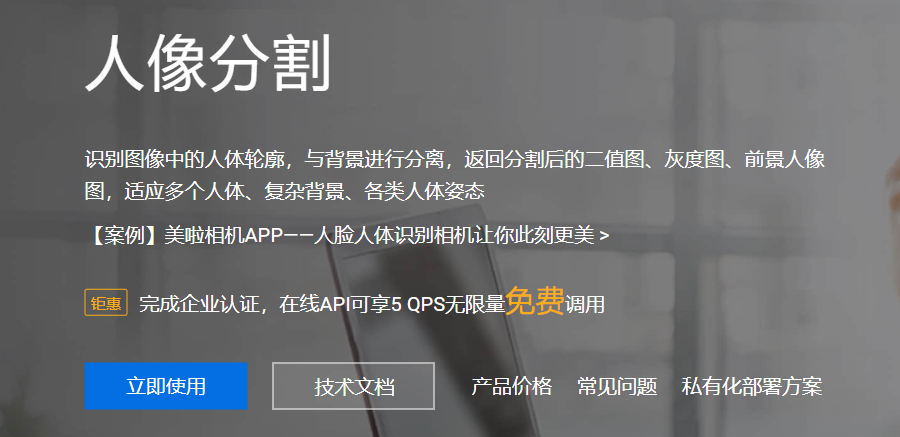 人像分割
识别图像中的人体轮廓，与背景进行分离，返回分割后的二值图、灰度图、前景人像
图，适应多个人体、复杂背景、各类人体姿态
【案例】美啦相机APP——人脸人体识别相机让你此刻更美 >
钜惠 完成企业认证，在线API可享5 QPS无限量免费调用
立即使用 技术文档 产品价格 常见问题 私有化部署方案